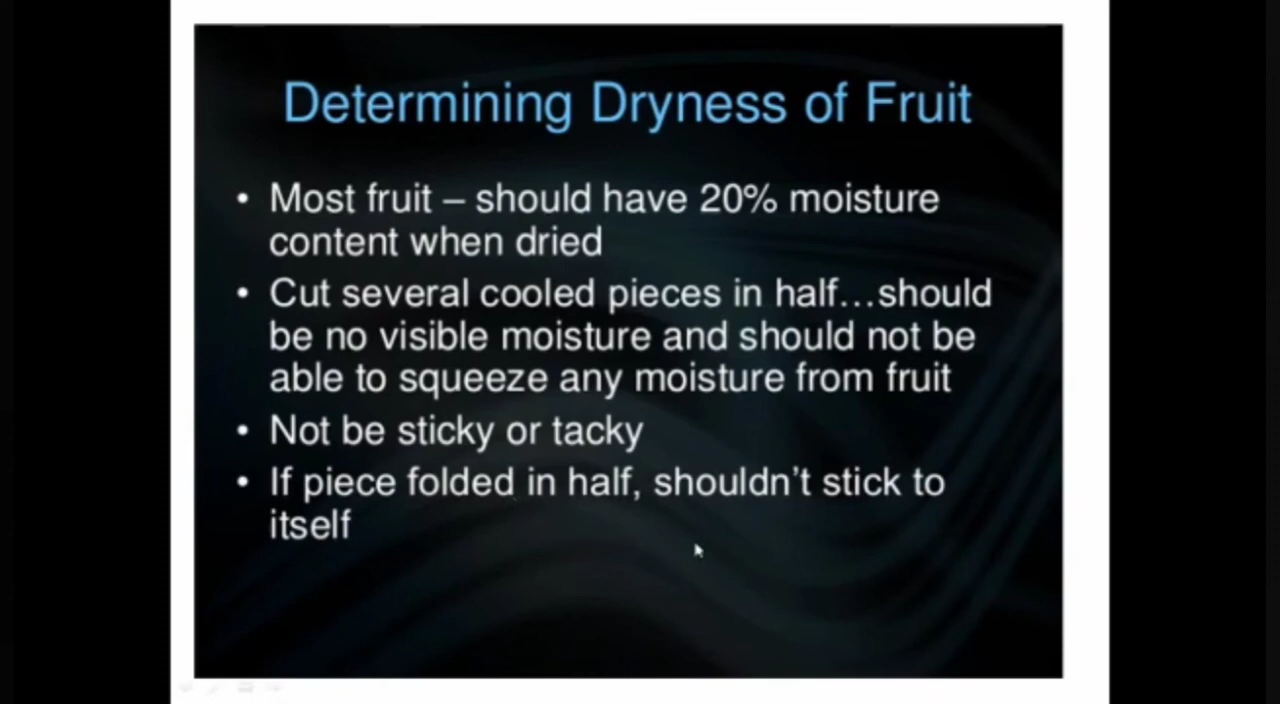 Determining Dryness of Fruit
• Most fruit – should have 20% moisture
content when dried
• Cut several cooled pieces in half…should
be no visible moisture and should not be
able to squeeze any moisture from fruit
• Not be sticky or tacky
• If piece folded in half, shouldn’t stick to
itself